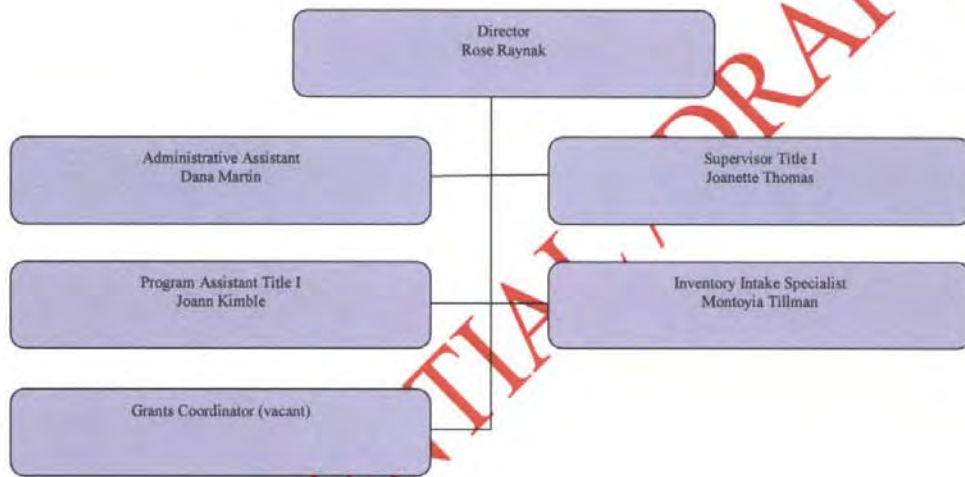 Director
Rose Raynak
Administrative Assistant
Dana Martin
Supervisor Title I
Joanette Thomas
Program Assistant Title I
Joann Kimble
Inventory Intake Specialist
Montoyia Tillman
Grants Coordinator (vacant)